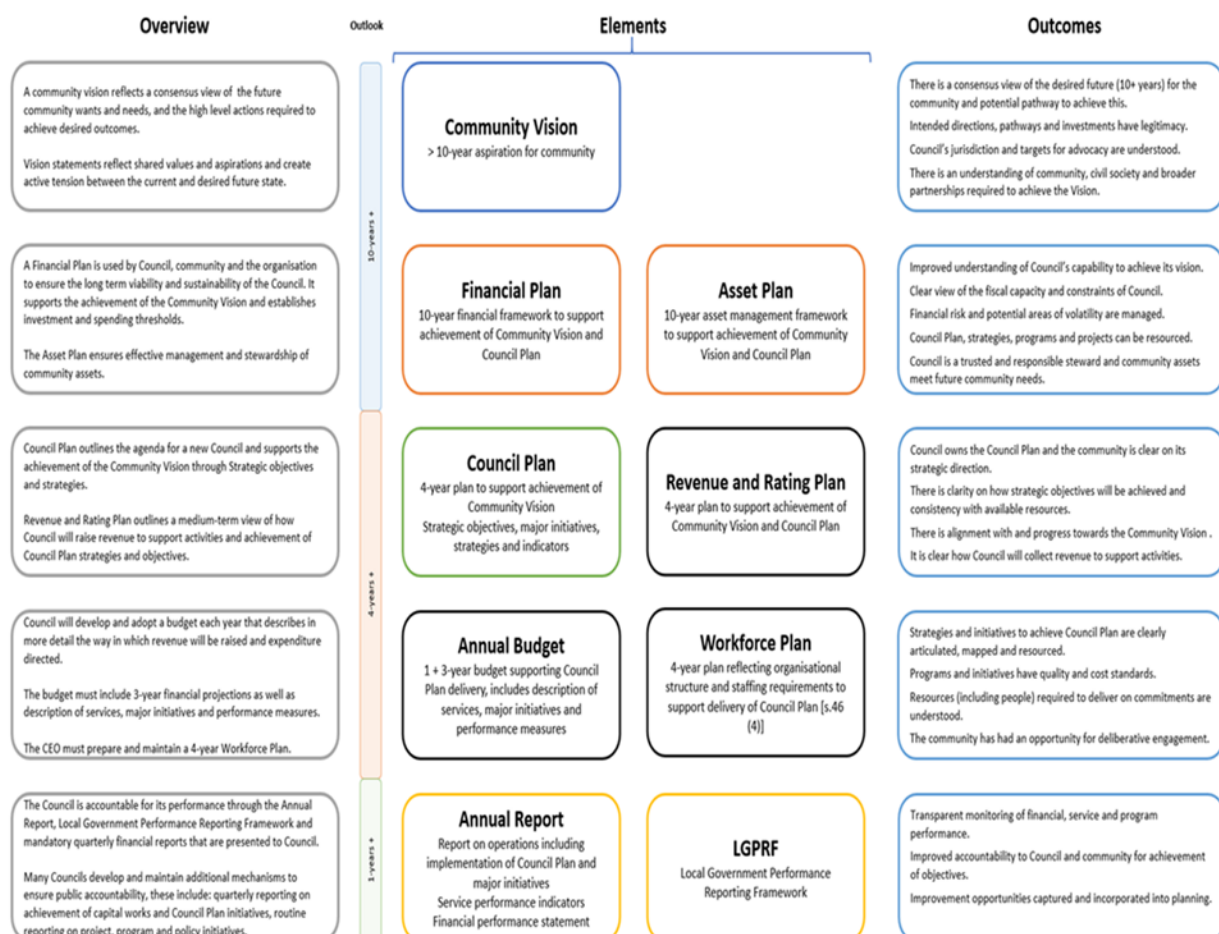 Overview
Outlook
Elements
Outcomes
A community vision reflects a consensus view of the future
community wants and needs, and the high level actions required to
achieve desired outcomes.
Vision statements reflect shared values and aspirations and create
active tension between the current and desired future state.
10-years +
Community Vision
> 10-year aspiration for community
There is a consensus view of the desired future (10+ years) for the
community and potential pathway to achieve this.
Intended directions, pathways and investments have legitimacy.
Council's jurisdiction and targets for advocacy are understood.
There is an understanding of community, civil society and broader
partnerships required to achieve the Vision.
A Financial Plan is used by Council, community and the organisation
to ensure the long term viability and sustainability of the Council. It
supports the achievement of the Community Vision and establishes
investment and spending thresholds.
The Asset Plan ensures effective management and stewardship of
community assets.
Financial Plan
10-year financial framework to support
achievement of Community Vision and
Council Plan
Asset Plan
10-year asset management framework
to support achievement of Community
Vision and Council Plan
Improved understanding of Council's capability to achieve its vision.
Clear view of the fiscal capacity and constraints of Council.
Financial risk and potential areas of volatility are managed.
Council Plan, strategies, programs and projects can be resourced.
Council is a trusted and responsible steward and community assets
meet future community needs.
Council Plan outlines the agenda for a new Council and supports the
achievement of the Community Vision through Strategic objectives
and strategies.
Revenue and Rating Plan outlines a medium-term view of how
Council will raise revenue to support activities and achievement of
Council Plan strategies and objectives.
4-years +
Council Plan
4-year plan to support achievement of
Community Vision
Strategic objectives, major initiatives,
strategies and indicators
Revenue and Rating Plan
4-year plan to support achievement of
Community Vision and Council Plan
Council owns the Council Plan and the community is clear on its
strategic direction.
There is clarity on how strategic objectives will be achieved and
consistency with available resources.
There is alignment with and progress towards the Community Vision .
It is clear how Council will collect revenue to support activities.
Council will develop and adopt a budget each year that describes in
more detail the way in which revenue will be raised and expenditure
directed.
The budget must include 3-year financial projections as well as
description of services, major initiatives and performance measures.
The CEO must prepare and maintain a 4-year Workforce Plan.
Annual Budget
1 + 3-year budget supporting Council
Plan delivery, includes description of
services, major initiatives and
performance measures
Workforce Plan
4-year plan reflecting organisational
structure and staffing requirements to
support delivery of Council Plan [s.46
(4)]
Strategies and initiatives to achieve Council Plan are clearly
articulated, mapped and resourced.
Programs and initiatives have quality and cost standards.
Resources (including people) required to deliver on commitments are
understood.
The community has had an opportunity for deliberative engagement.
The Council is accountable for its performance through the Annual
Report, Local Government Performance Reporting Framework and
mandatory quarterly financial reports that are presented to Council.
Many Councils develop and maintain additional mechanisms to
ensure public accountability, these include: quarterly reporting on
achievement of capital works and Council Plan initiatives, routine
reporting on project, program and policy initiatives.
1-years +
Annual Report
Report on operations including
implementation of Council Plan and
major initiatives
Service performance indicators
Financial performance statement
LGPRF
Local Government Performance
Reporting Framework
Transparent monitoring of financial, service and program
performance.
Improved accountability to Council and community for achievement
of objectives.
Improvement opportunities captured and incorporated into planning.